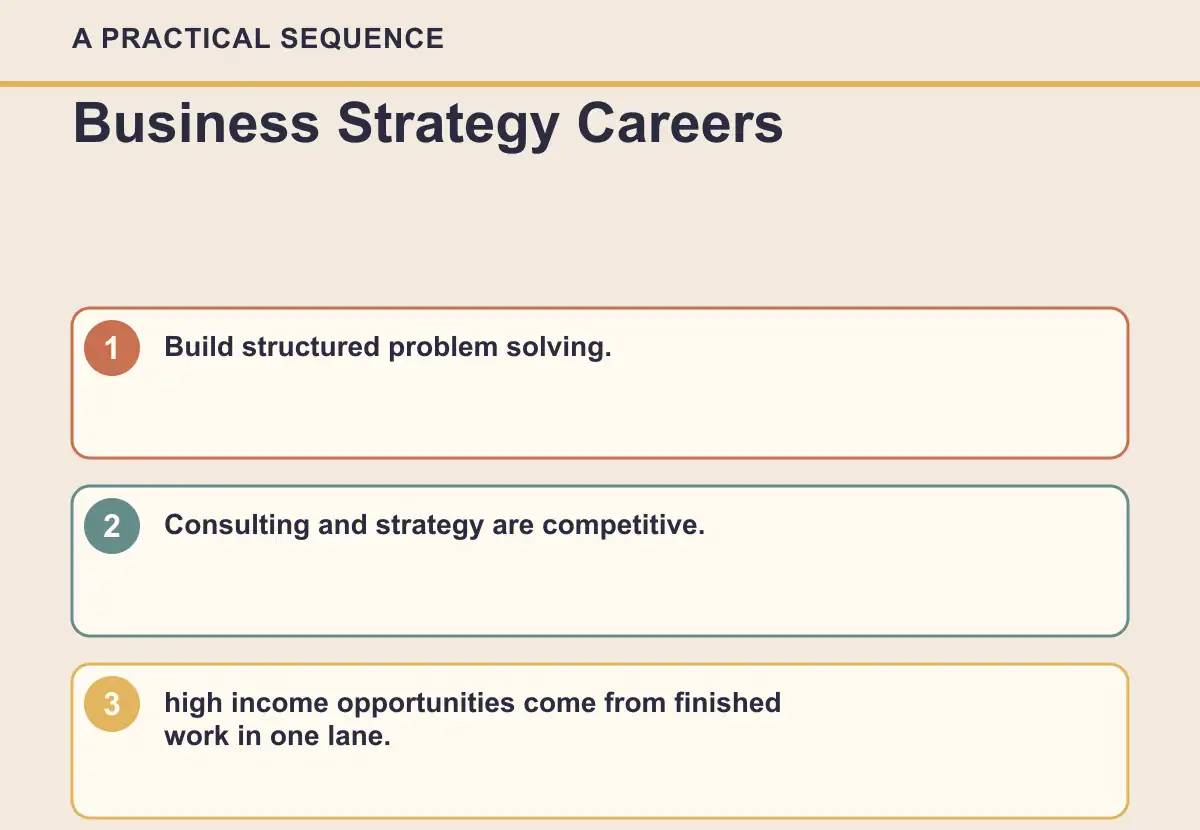 A PRACTICAL SEQUENCE
Business Strategy Careers
1
Build structured problem solving.
2
Consulting and strategy are competitive.
3
high income opportunities come from finished
work in one lane.